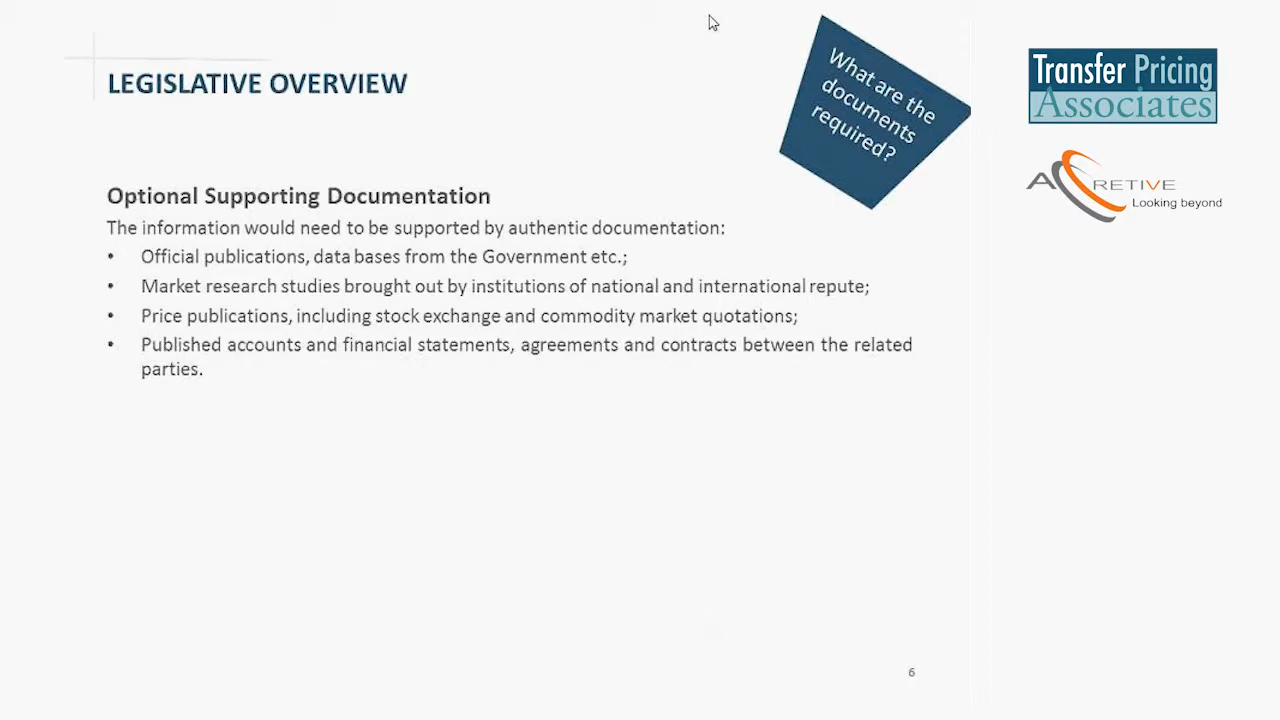 LEGISLATIVE OVERVIEW
What are the
documents
required?
Transfer Pricing
Associates
ACCRETIVE
Looking beyond
Optional Supporting Documentation
The information would need to be supported by authentic documentation:
• Official publications, data bases from the Government etc.;
• Market research studies brought out by institutions of national and international repute;
• Price publications, including stock exchange and commodity market quotations;
• Published accounts and financial statements, agreements and contracts between the related
parties.
6